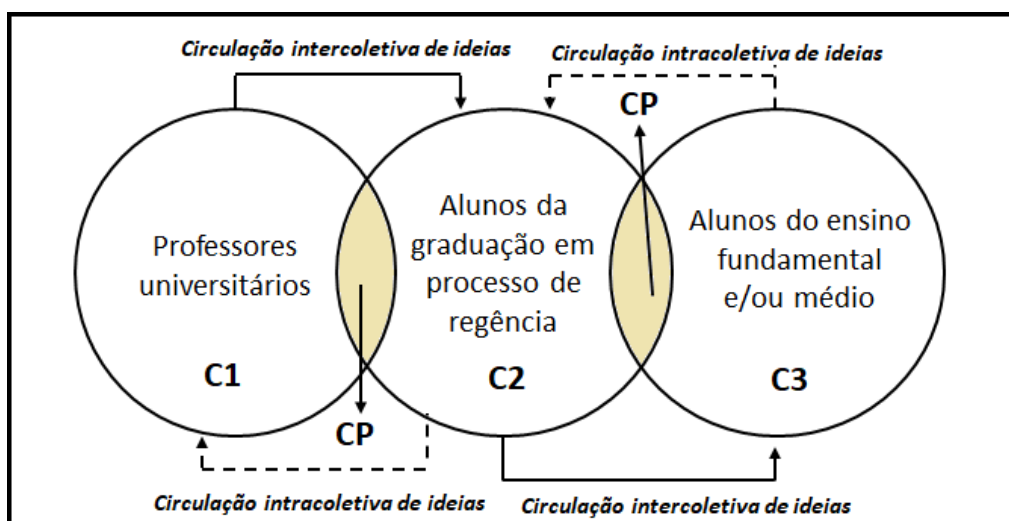 Circulação intercoletiva de ideias
Circulação intracoletiva de ideias
CP
Professores
universitários
C1
Alunos da
graduação em
processo de
regência
C2
Alunos do ensino
fundamental
e/ou médio
C3
CP
Circulação intracoletiva de ideias
Circulação intercoletiva de ideias